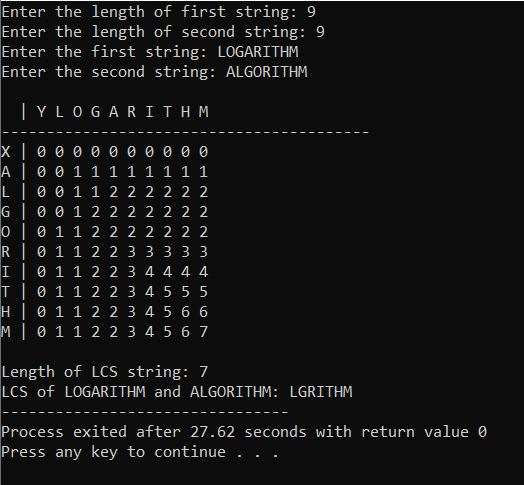 Enter the length of first string: 9
Enter the length of second string: 9
Enter the first string: LOGARITHM
Enter the second string: ALGORITHM
  | Y L O G A R I T H M
-----------------------------------------
X | 0 0 0 0 0 0 0 0 0 0
A | 0 0 1 1 1 1 1 1 1 1
L | 0 0 1 1 2 2 2 2 2 2
G | 0 0 1 2 2 2 2 2 2 2
O | 0 1 1 2 2 2 2 2 2 2
R | 0 1 1 2 2 3 3 3 3 3
I | 0 1 1 2 2 3 4 4 4 4
T | 0 1 1 2 2 3 4 5 5 5
H | 0 1 1 2 2 3 4 5 6 6
M | 0 1 1 2 2 3 4 5 6 7
Length of LCS string: 7
LCS of LOGARITHM and ALGORITHM: LGRITHM
--------------------------------
Process exited after 27.62 seconds with return value 0
Press any key to continue . . .